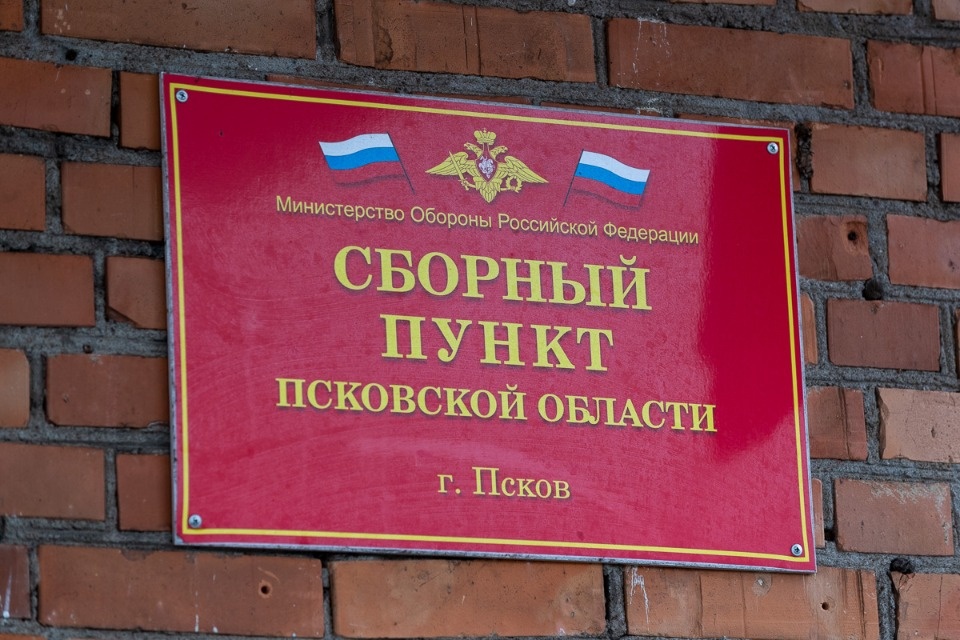 Министерство Обороны Российской Федерации
СБОРНЫЙ
ПУНКТ
ПСКОВСКОЙ ОБЛАСТИ
г. Псков